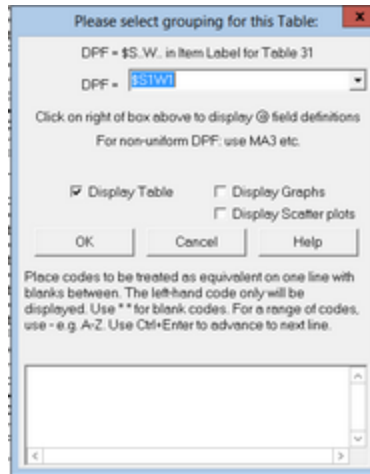 Please select grouping for this Table:
x
DPF = $S..W.. in Item Label for Table 31
DPF = $S1W1
Click on right of box above to display @ field definitions
For non-uniform DPF: use MA3 etc.
Display Table
Display Graphs
Display Scatter plots
OK
Cancel
Help
Place codes to be treated as equivalent on one line with
blanks between. The left-hand code only will be
displayed. Use " " for blank codes. For a range of codes,
use - e.g. A-Z. Use Ctrl+Enter to advance to next line.